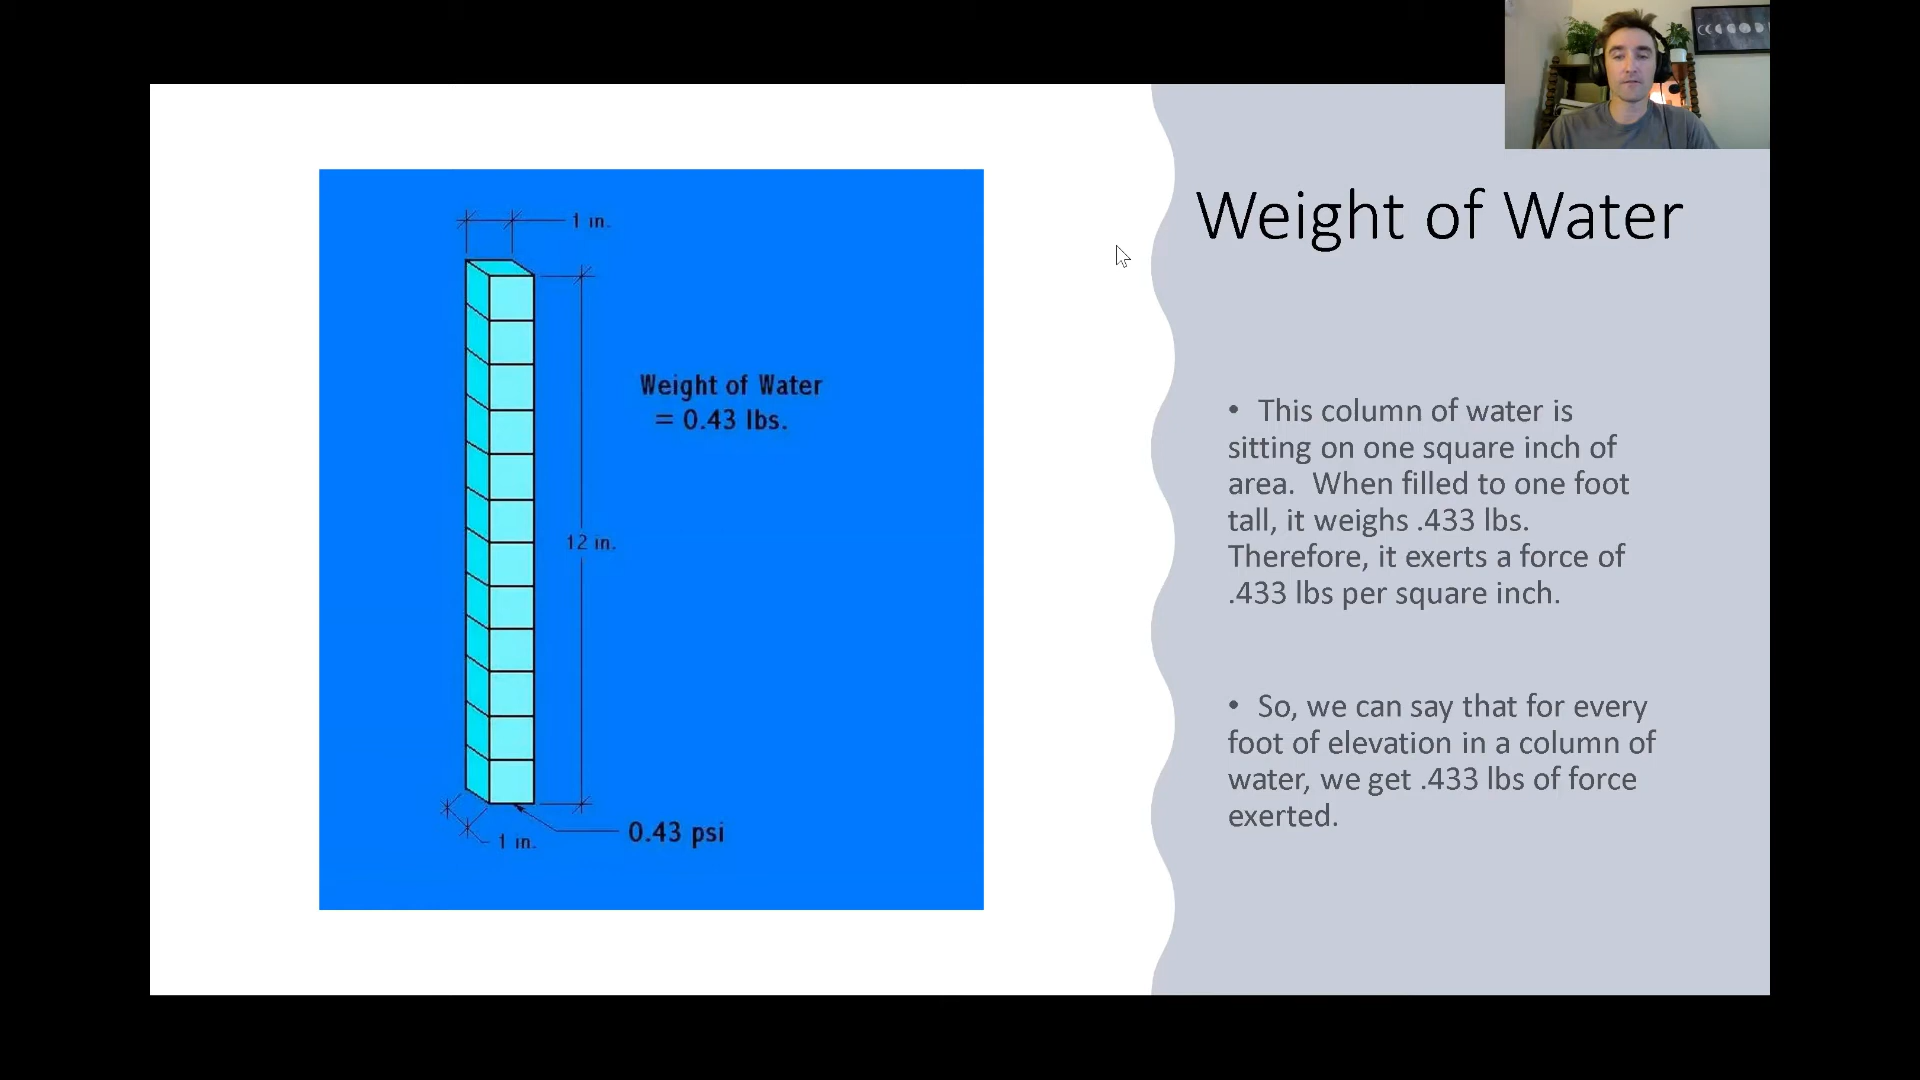 1 in.
Weight of Water
= 0.43 lbs.
12 in.
0.43 psi
1 in.
Weight of Water
• This column of water is
sitting on one square inch of
area.  When filled to one foot
tall, it weighs .433 lbs.
Therefore, it exerts a force of
.433 lbs per square inch.
• So, we can say that for every
foot of elevation in a column of
water, we get .433 lbs of force
exerted.